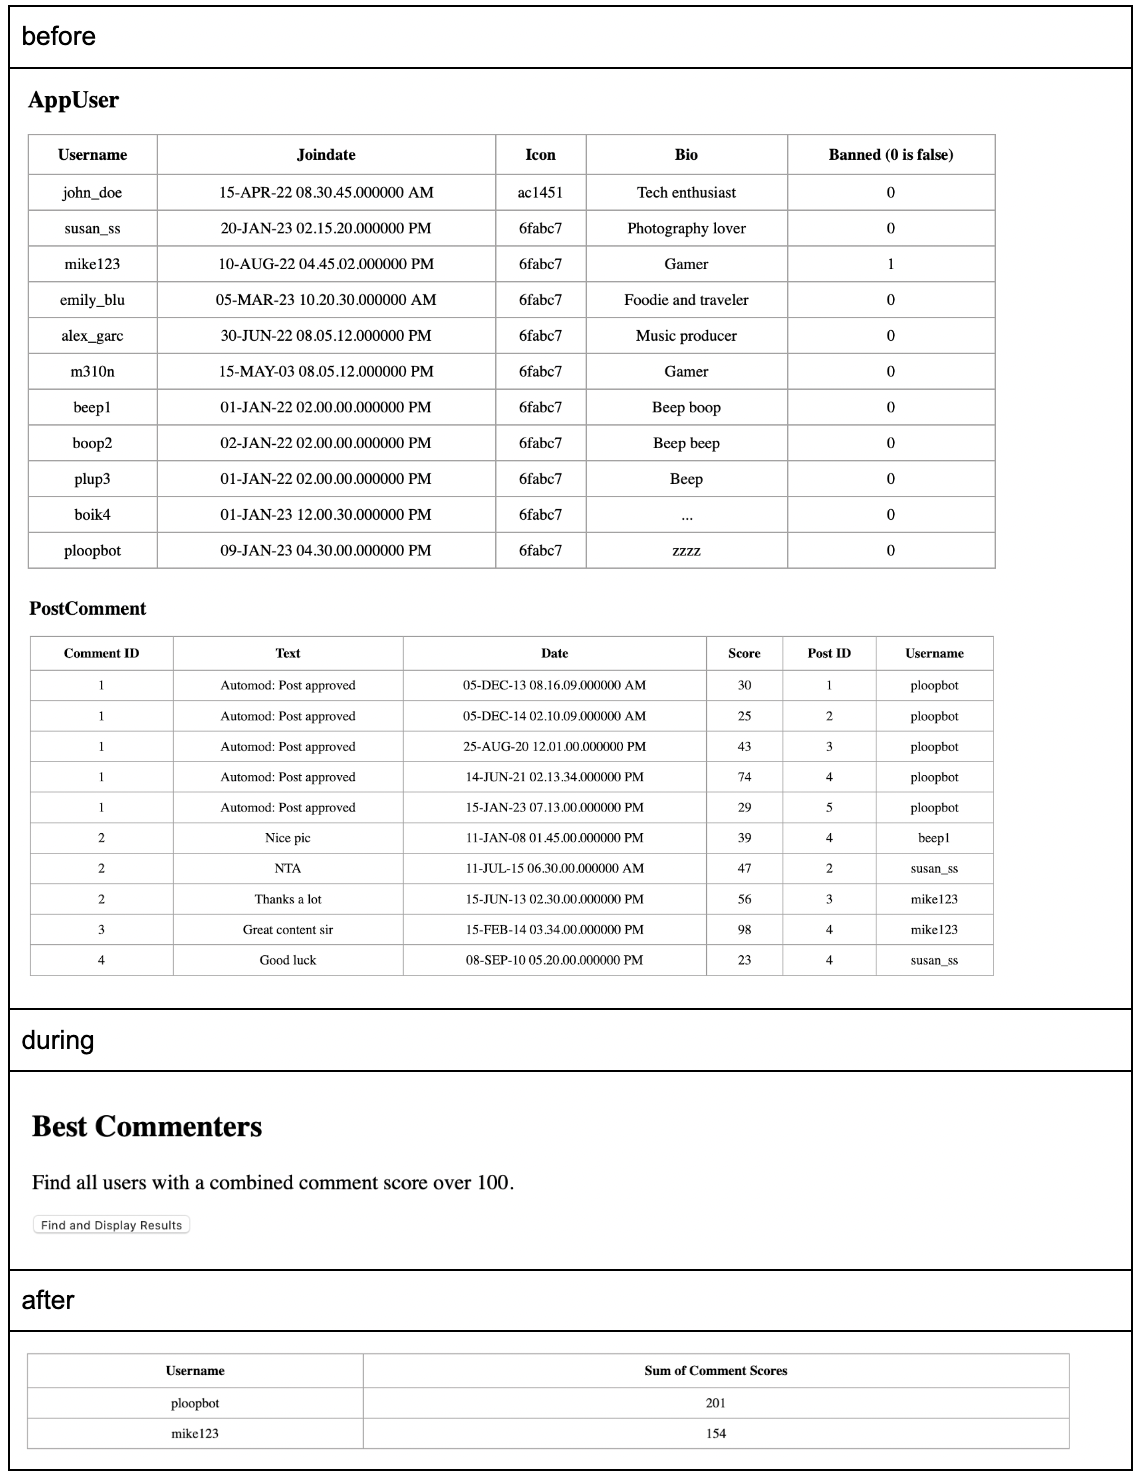 before
AppUser
Username Joindate Icon Bio Banned (0 is false)
john_doe 15-APR-22 08.30.45.000000 AM ac1451 Tech enthusiast 0
susan_ss 20-JAN-23 02.15.20.000000 PM 6fabc7 Photography lover 0
mike123 10-AUG-22 04.45.02.000000 PM 6fabc7 Gamer 1
emily_blu 05-MAR-23 10.20.30.000000 AM 6fabc7 Foodie and traveler 0
alex_garc 30-JUN-22 08.05.12.000000 PM 6fabc7 Music producer 0
m310n 15-MAY-03 08.05.12.000000 PM 6fabc7 Gamer 0
beep1 01-JAN-22 02.00.00.000000 PM 6fabc7 Beep boop 0
boop2 02-JAN-22 02.00.00.000000 PM 6fabc7 Beep beep 0
plup3 01-JAN-22 02.00.00.000000 PM 6fabc7 Beep 0
boik4 01-JAN-23 12.00.30.000000 PM 6fabc7 ... 0
ploopbot 09-JAN-23 04.30.00.000000 PM 6fabc7 zzzz 0
PostComment
Comment ID Text Date Score Post ID Username
1 Automod: Post approved 05-DEC-13 08.16.09.000000 AM 30 1 ploopbot
1 Automod: Post approved 05-DEC-14 02.10.09.000000 AM 25 2 ploopbot
1 Automod: Post approved 25-AUG-20 12.01.00.000000 PM 43 3 ploopbot
1 Automod: Post approved 14-JUN-21 02.13.34.000000 PM 74 4 ploopbot
1 Automod: Post approved 15-JAN-23 07.13.00.000000 PM 29 5 ploopbot
2 Nice pic 11-JAN-08 01.45.00.000000 PM 39 4 beep1
2 NTA 11-JUL-15 06.30.00.000000 AM 47 2 susan_ss
2 Thanks a lot 15-JUN-13 02.30.00.000000 PM 56 3 mike123
3 Great content sir 15-FEB-14 03.34.00.000000 PM 98 4 mike123
4 Good luck 08-SEP-10 05.20.00.000000 PM 23 4 susan_ss
during
Best Commenters
Find all users with a combined comment score over 100.
Find and Display Results
after
Username Sum of Comment Scores
ploopbot 201
mike123 154